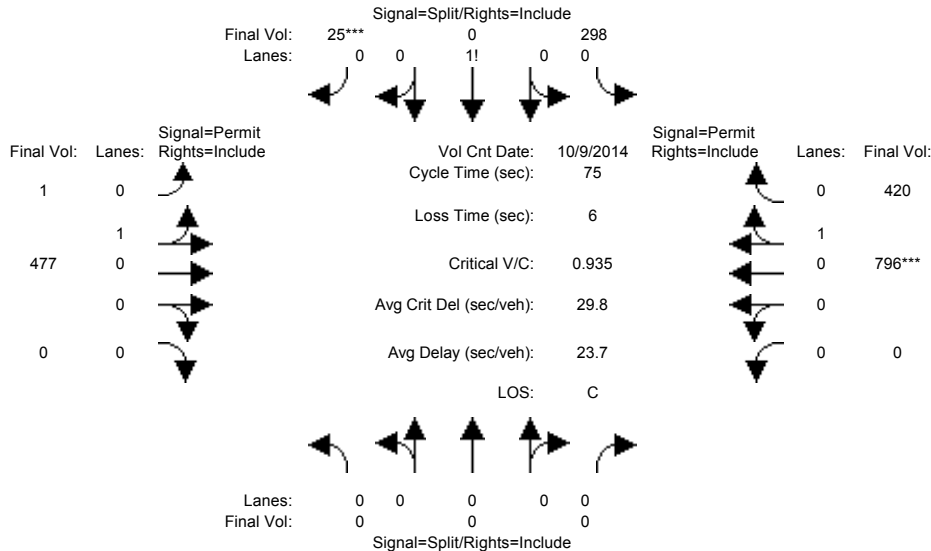 Signal=Split/Rights=Include
Final Vol: 25*** 0 298
Lanes: 0 0 1! 0 0
Signal=Permit Signal=Permit
Final Vol: Lanes: Rights=Include Vol Cnt Date: 10/9/2014 Rights=Include Lanes: Final Vol:
Cycle Time (sec): 75
1 0 0 420
Loss Time (sec): 6
1 1
477 0 Critical V/C: 0.935 0 796***
0 Avg Crit Del (sec/veh): 29.8 0
0 0 Avg Delay (sec/veh): 23.7 0 0
LOS: C
Lanes: 0 0 0 0 0
Final Vol: 0 0 0
Signal=Split/Rights=Include